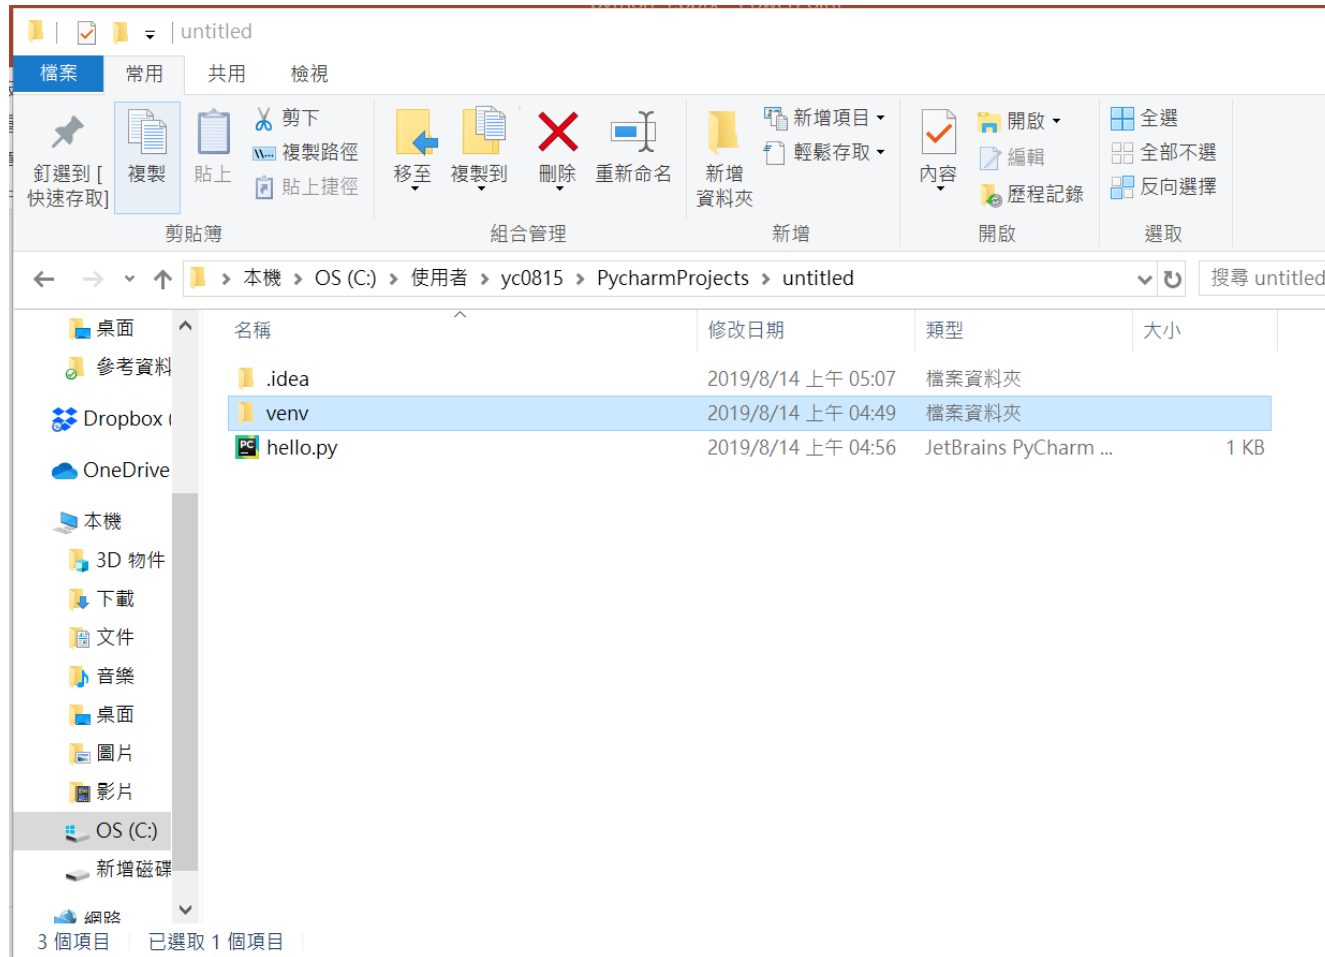 untitled
檔案 常用 共用 檢視
釘選到 [
快速存取]
複製
貼上
剪下
複製路徑
貼上捷徑
剪貼簿
移至
複製到
刪除
重新命名
組合管理
新增
資料夾
新增項目
輕鬆存取
新增
內容
開啟
編輯
歷程記錄
開啟
全選
全部不選
反向選擇
選取
本機 OS (C:) 使用者 yc0815 PycharmProjects untitled
搜尋 untitled
桌面
參考資料
Dropbox
OneDrive
本機
3D 物件
下載
文件
音樂
桌面
圖片
影片
OS (C:)
新增磁碟
網路
名稱 修改日期 類型 大小
.idea 2019/8/14 上午 05:07 檔案資料夾
venv 2019/8/14 上午 04:49 檔案資料夾
hello.py 2019/8/14 上午 04:56 JetBrains PyCharm ... 1 KB
3 個項目 已選取 1 個項目